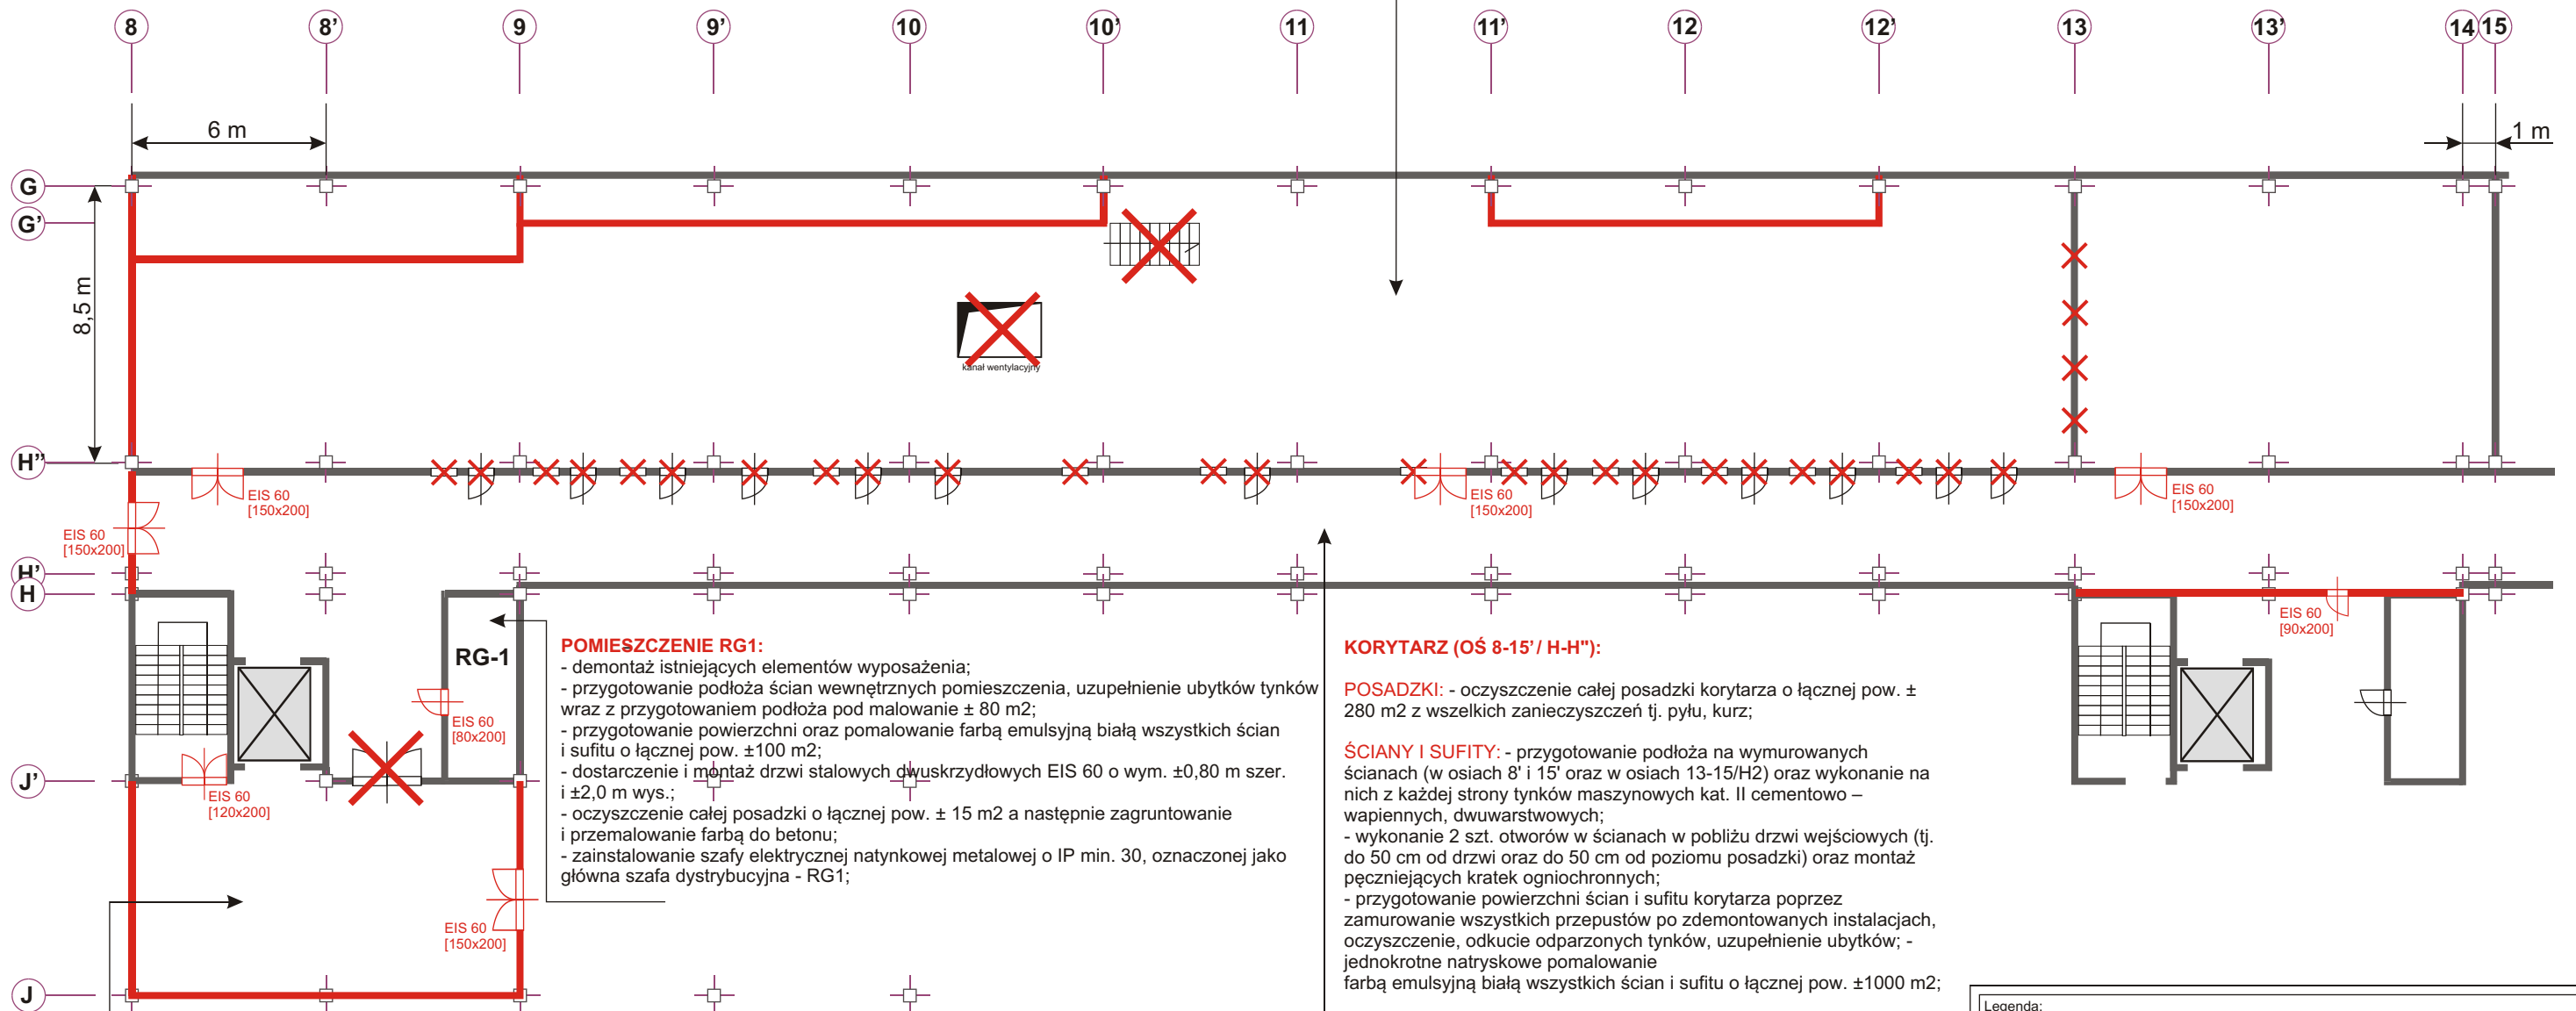 8 8' 9 9' 10 10' 11 11' 12 12' 13 13' 14 15
6 m
1 m
G
G'
8,5 m
kanał wentylacyjny
H"
EIS 60
[150x200]
EIS 60
[150x200]
EIS 60
[150x200]
EIS 60
[150x200]
H'
H
EIS 60
[90x200]
RG-1
EIS 60
[80x200]
J'
EIS 60
[120x200]
EIS 60
[150x200]
J
POMIESZCZENIE RG1:
- demontaż istniejących elementów wyposażenia;
- przygotowanie podłoża ścian wewnętrznych pomieszczenia, uzupełnienie ubytków tynków
wraz z przygotowaniem podłoża pod malowanie ± 80 m2;
- przygotowanie powierzchni oraz pomalowanie farbą emulsyjną białą wszystkich ścian
i sufitu o łącznej pow. ±100 m2;
- dostarczenie i montaż drzwi stalowych dwuskrzydłowych EIS 60 o wym. ±0,80 m szer.
i ±2,0 m wys.;
- oczyszczenie całej posadzki o łącznej pow. ± 15 m2 a następnie zagruntowanie
i przemalowanie farbą do betonu;
- zainstalowanie szafy elektrycznej natynkowej metalowej o IP min. 30, oznaczonej jako
główna szafa dystrybucyjna - RG1;
KORYTARZ (OŚ 8-15' / H-H"):
POSADZKI: - oczyszczenie całej posadzki korytarza o łącznej pow. ±
280 m2 z wszelkich zanieczyszczeń tj. pyłu, kurz;
ŚCIANY I SUFITY: - przygotowanie podłoża na wymurowanych
ścianach (w osiach 8' i 15' oraz w osiach 13-15/H2) oraz wykonanie na
nich z każdej strony tynków maszynowych kat. II cementowo –
wapiennych, dwuwarstwowych;
- wykonanie 2 szt. otworów w ścianach w pobliżu drzwi wejściowych (tj.
do 50 cm od drzwi oraz do 50 cm od poziomu posadzki) oraz montaż
pęczniejących kratek ogniochronnych;
- przygotowanie powierzchni ścian i sufitu korytarza poprzez
zamurowanie wszystkich przepustów po zdemontowanych instalacjach,
oczyszczenie, odkucie odparzonych tynków, uzupełnienie ubytków; -
jednokrotne natryskowe pomalowanie
farbą emulsyjną białą wszystkich ścian i sufitu o łącznej pow. ±1000 m2;
Legenda: